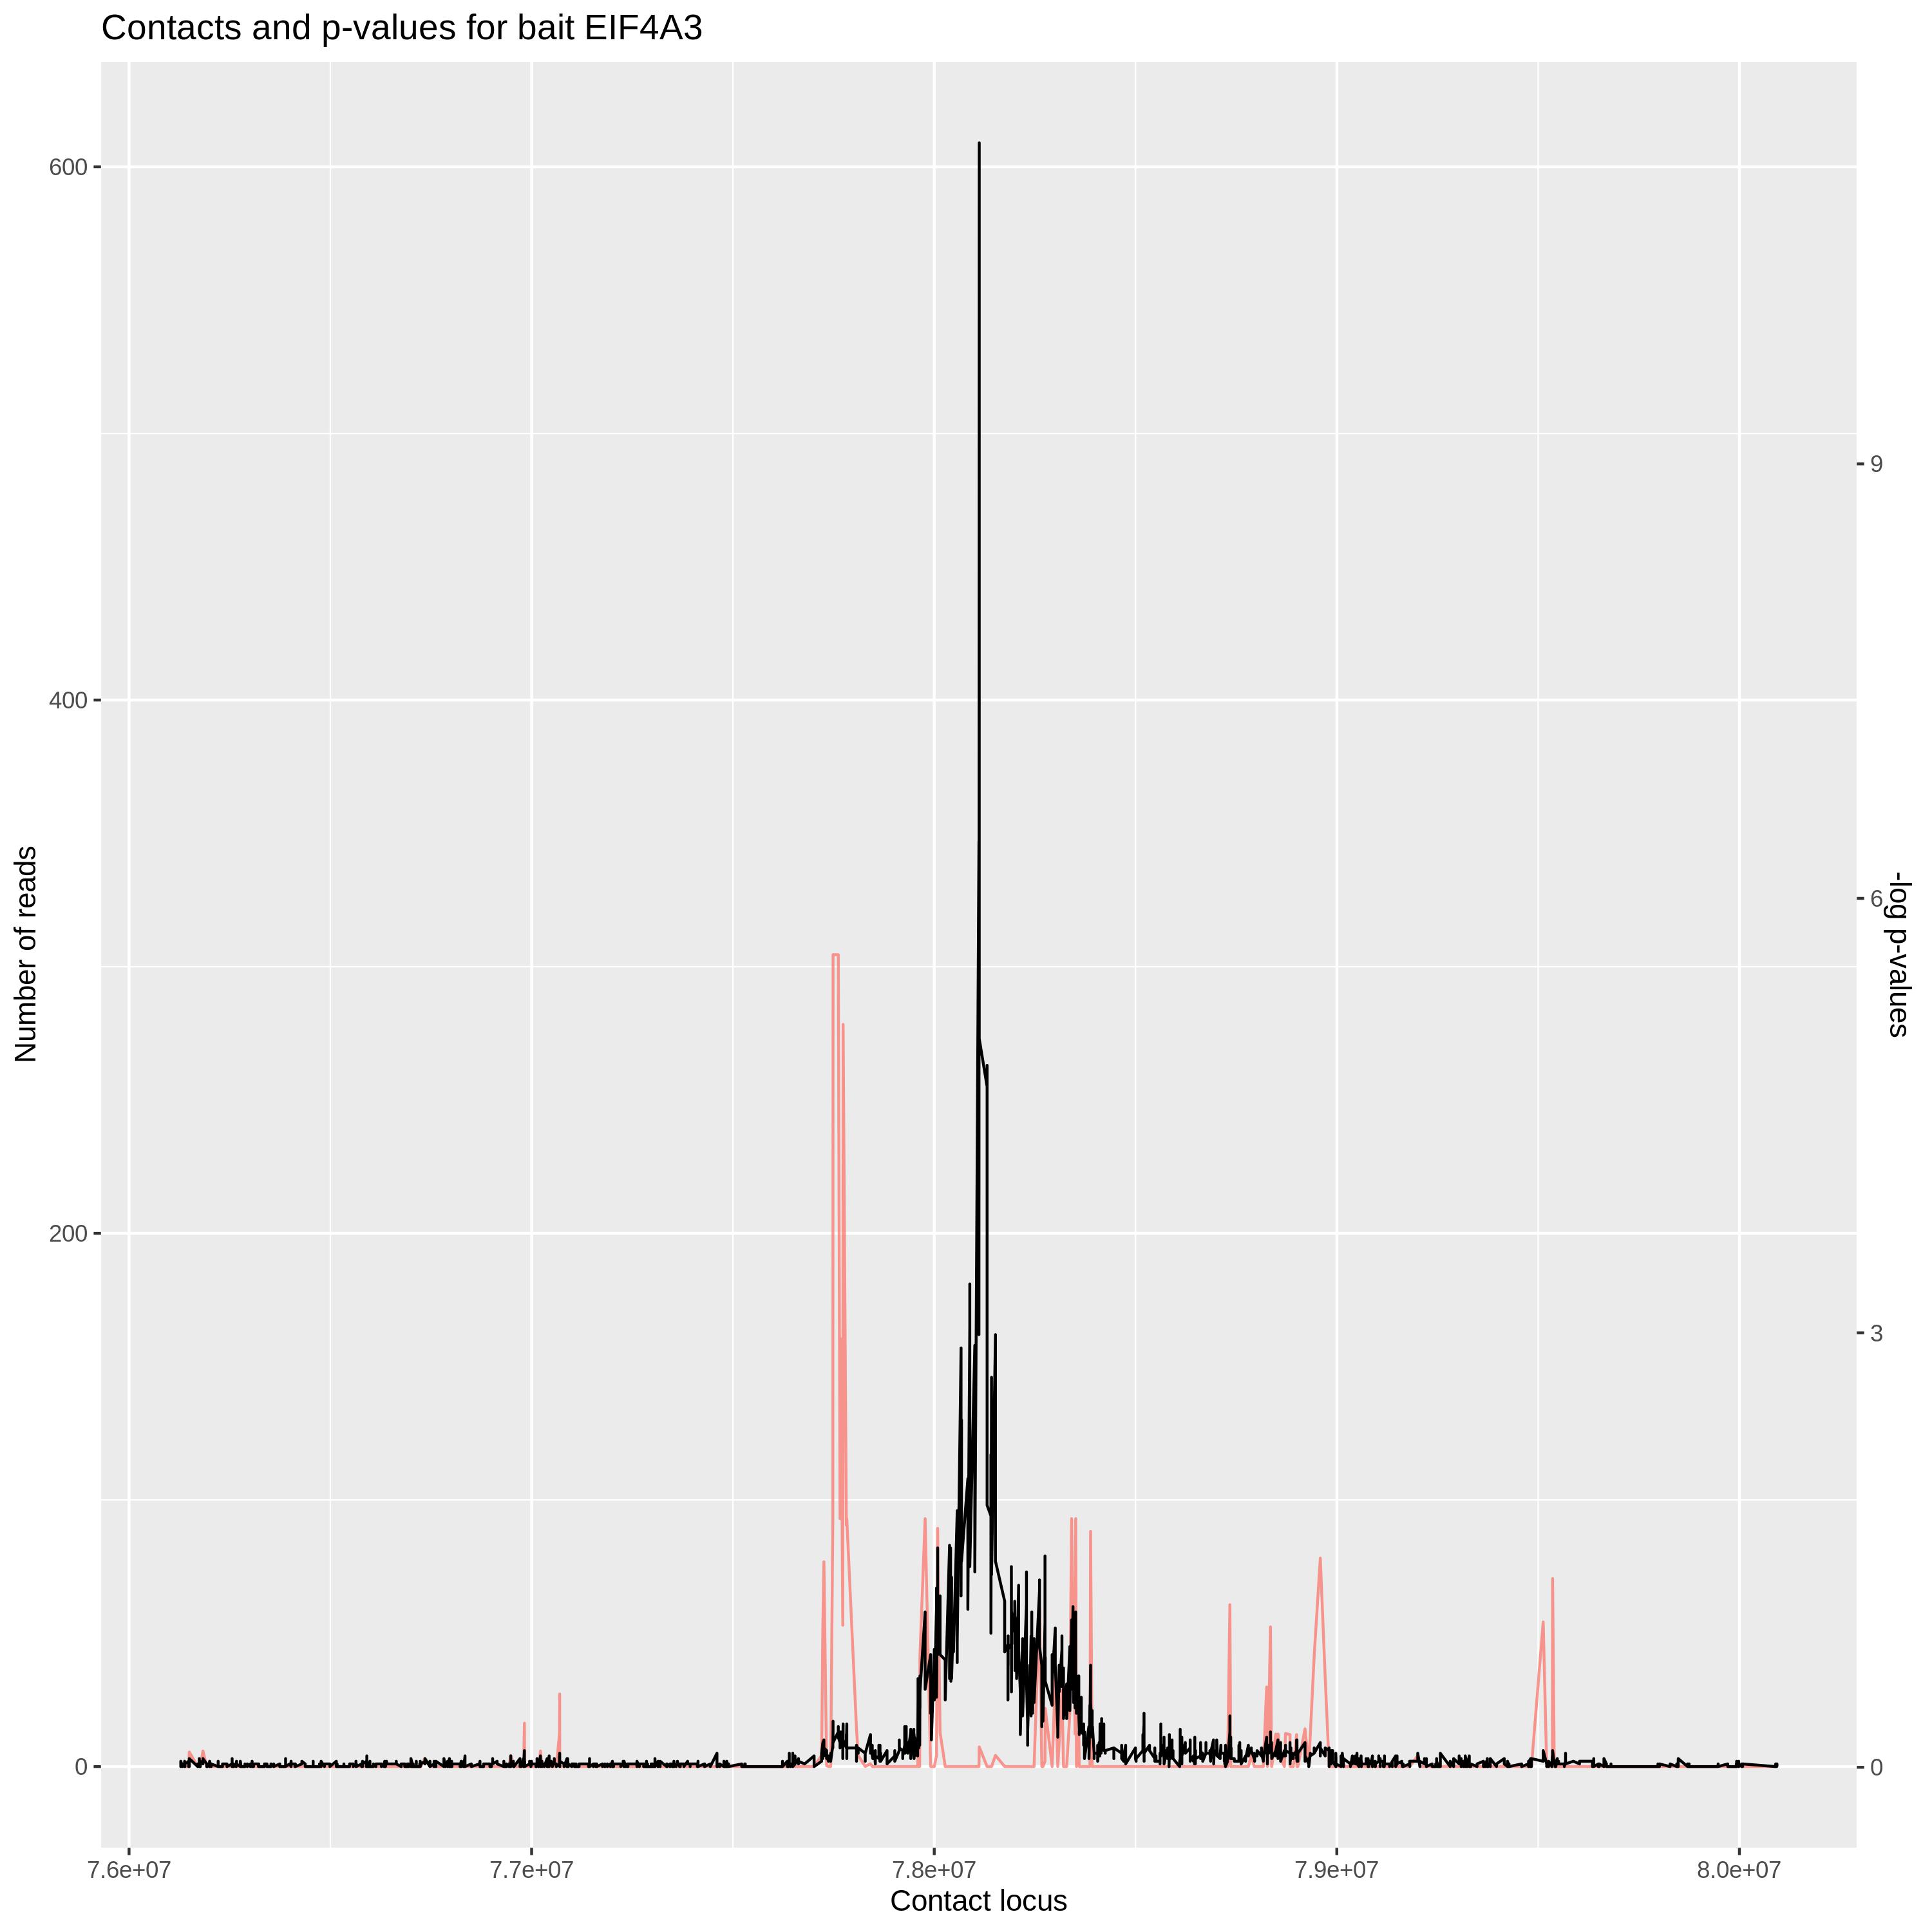 Contacts and p-values for bait EIF4A3
600
400
200
0
Number of reads
9
6
3
0
-log p-values
7.6e+07
7.7e+07
7.8e+07
7.9e+07
8.0e+07
Contact locus